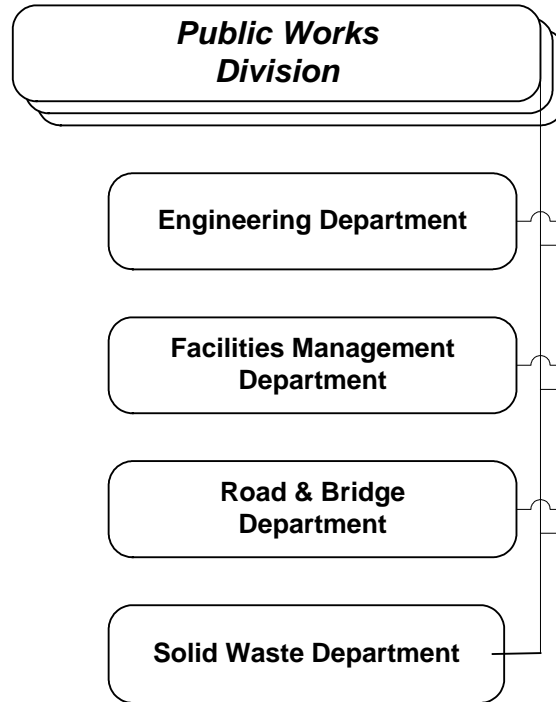 Public Works
Division
Engineering Department
Facilities Management
Department
Road & Bridge
Department
Solid Waste Department